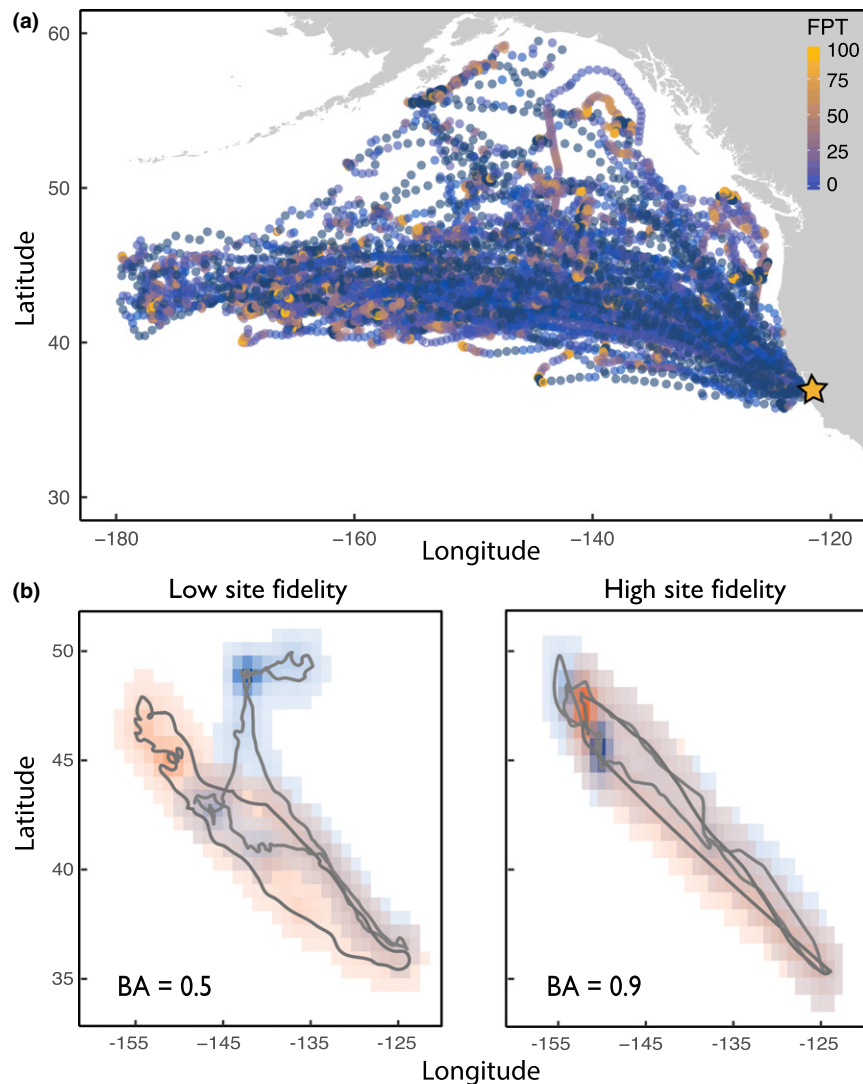 (a)
FPT
100
75
50
25
0
60
50
40
30
Latitude
−180
−160
−140
−120
Longitude
(b)
Low site fidelity
High site fidelity
50
45
40
35
Latitude
BA = 0.5
BA = 0.9
-155
−145
-135
-125
-155
-145
-135
-125
Longitude